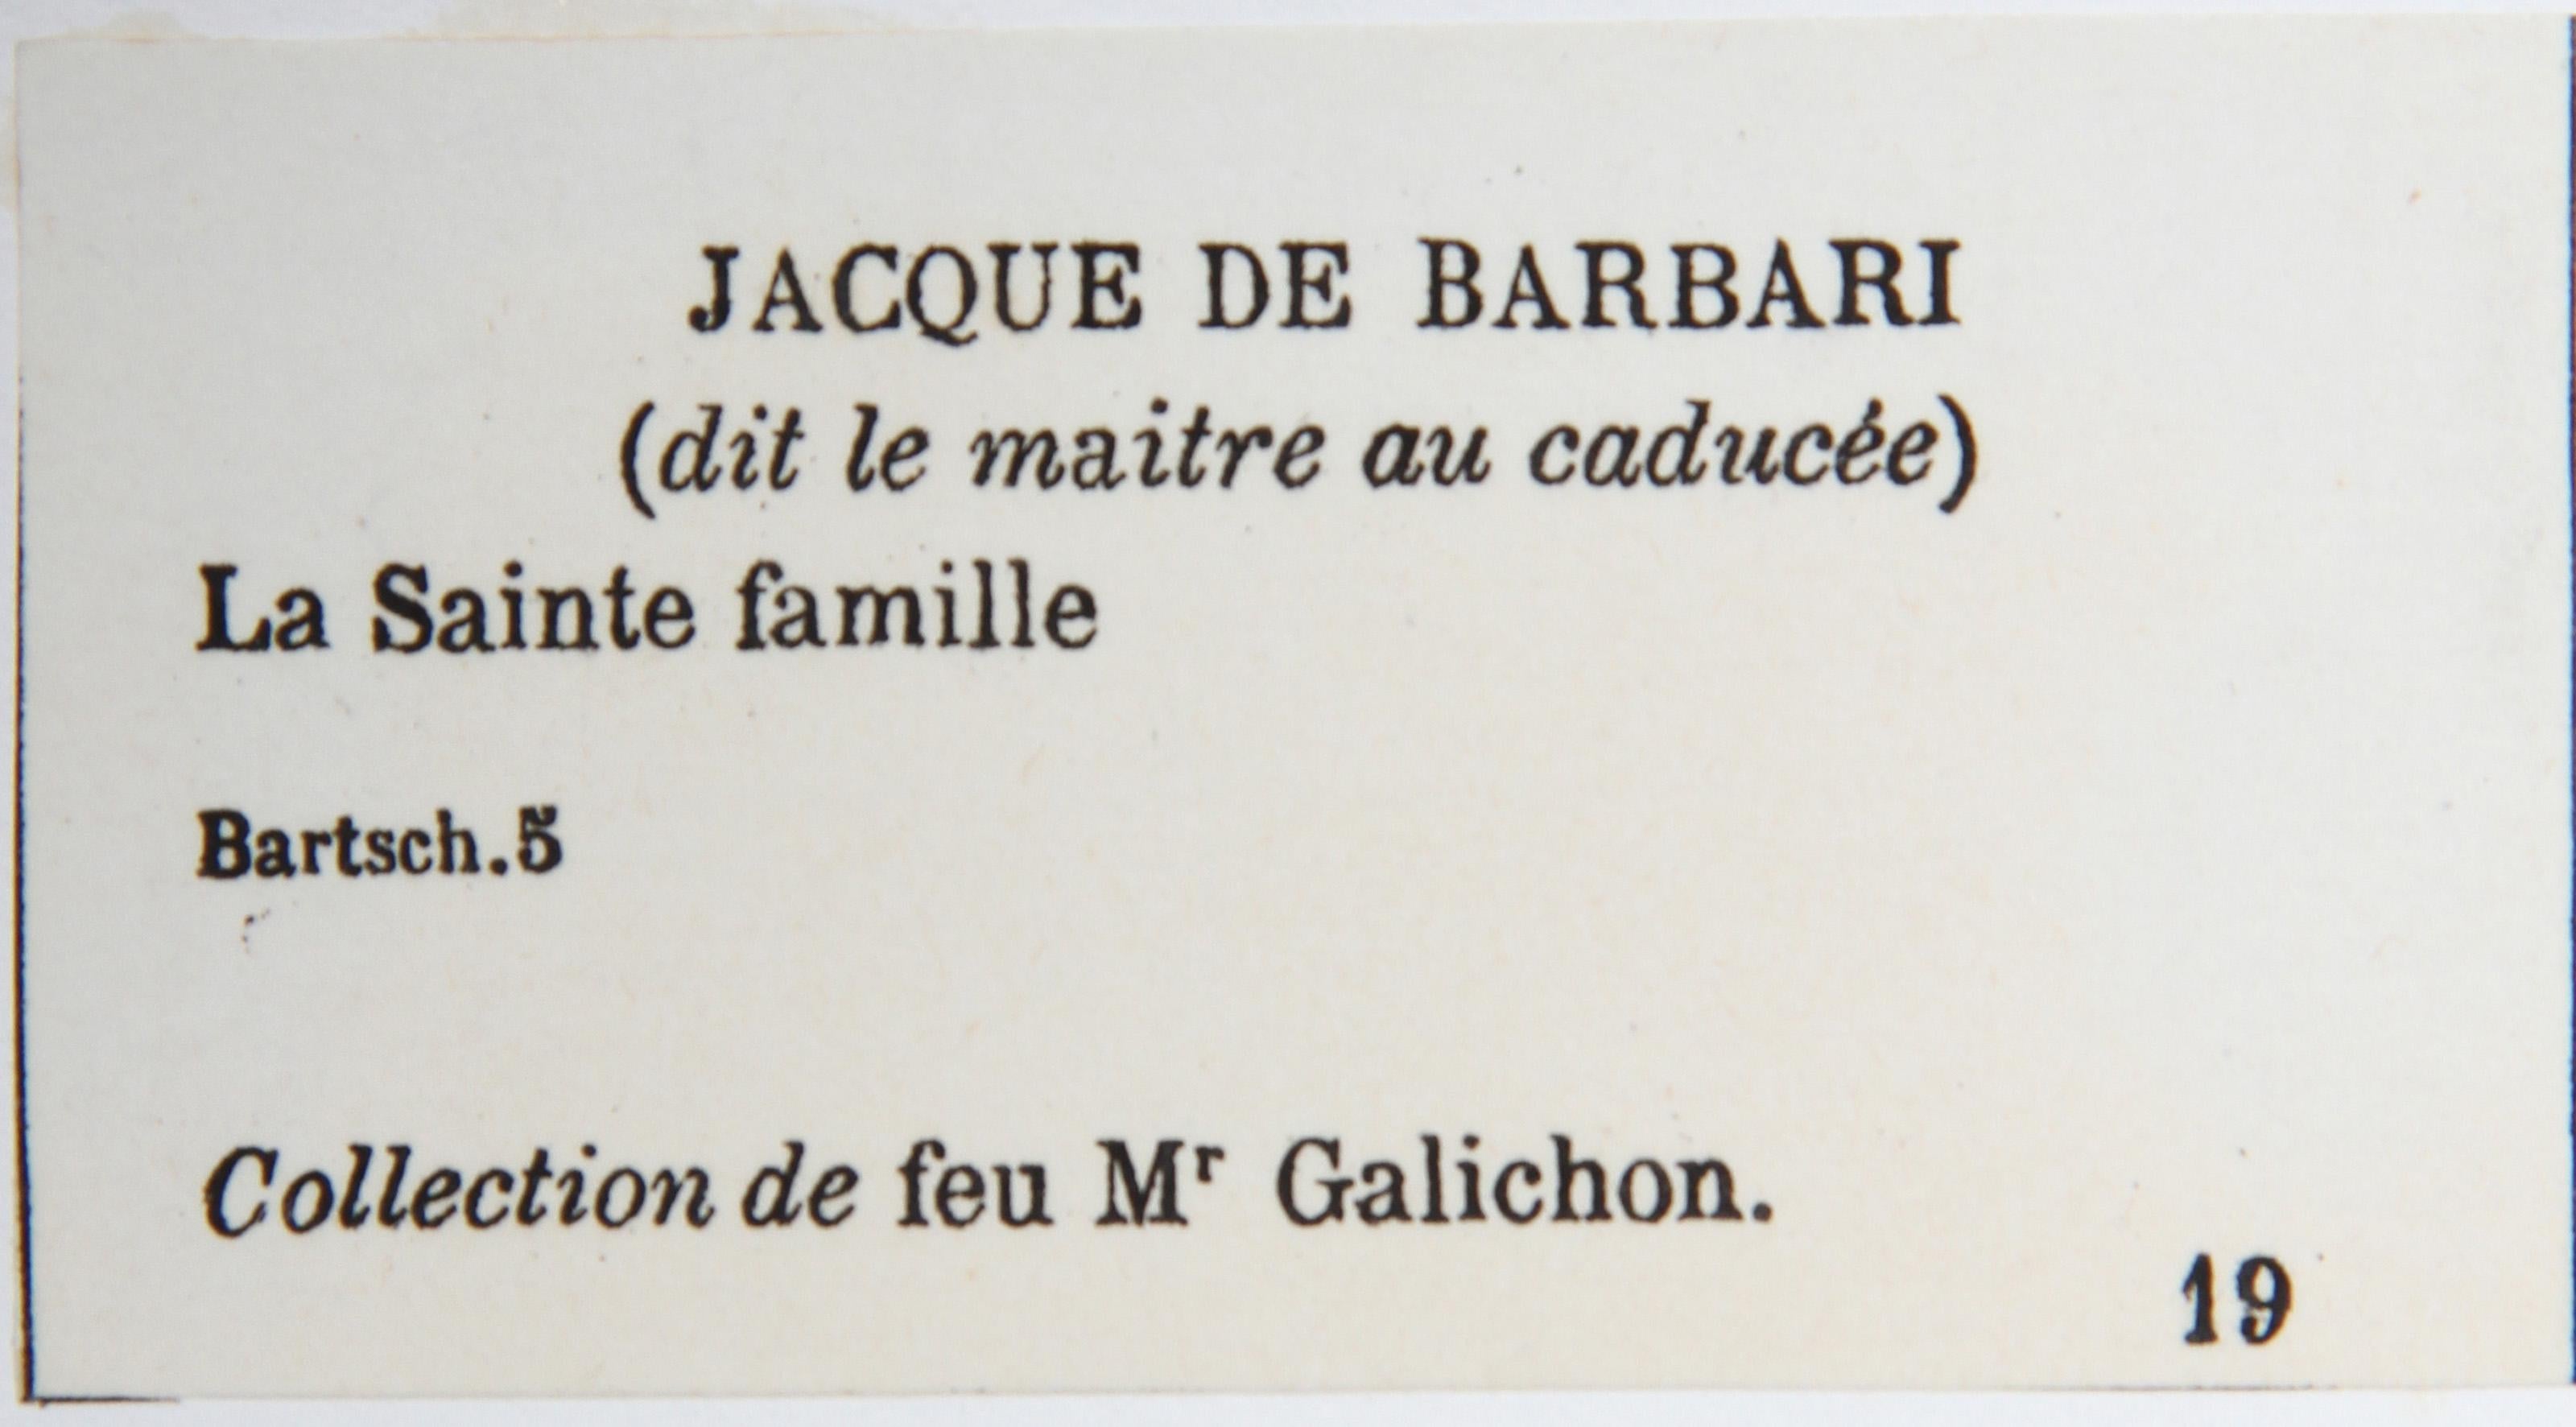 JACQUE DE BARBARI
(dit le maitre au caducée)
La Sainte famille
Bartsch.5
Collection de feu Mr Galichon.
19